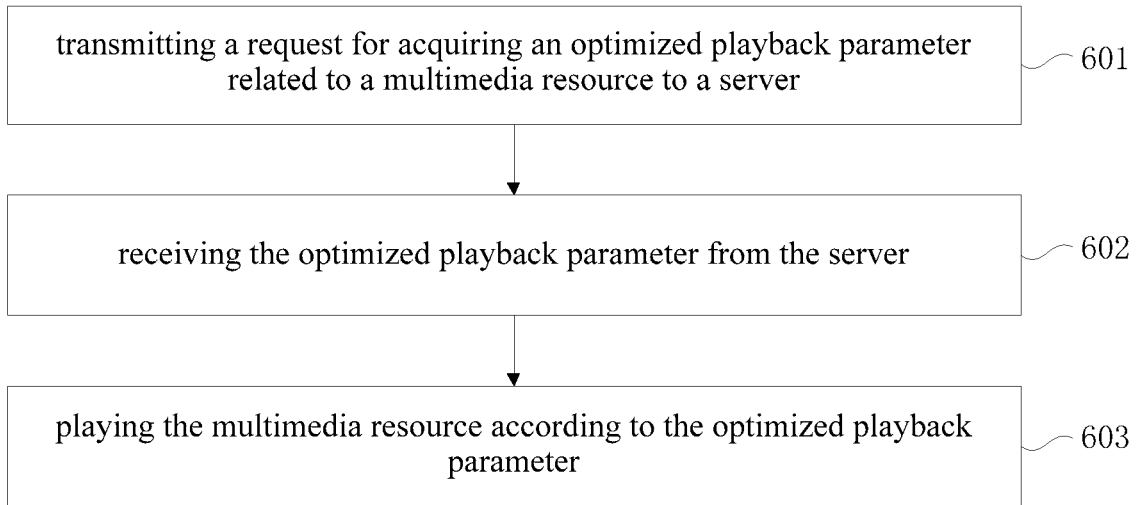 transmitting a request for acquiring an optimized playback parameter
related to a multimedia resource to a server
601
receiving the optimized playback parameter from the server
602
playing the multimedia resource according to the optimized playback
parameter
603